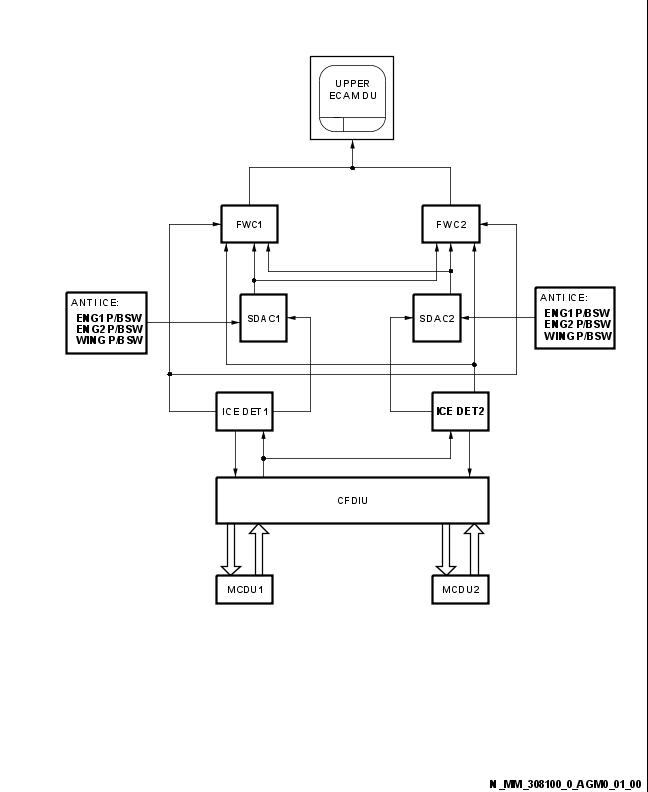 UPPER
ECAM DU
FWC1
FWC2
ANTI ICE:
ENG1 P/BSW
ENG2 P/BSW
WING P/BSW
SDAC1
SDAC2
ANTI ICE:
ENG1 P/BSW
ENG2 P/BSW
WING P/BSW
ICE DET1
ICE DET2
CFDIU
MCDU1
MCDU2
N_MM_308100_0_AGM0_01_00